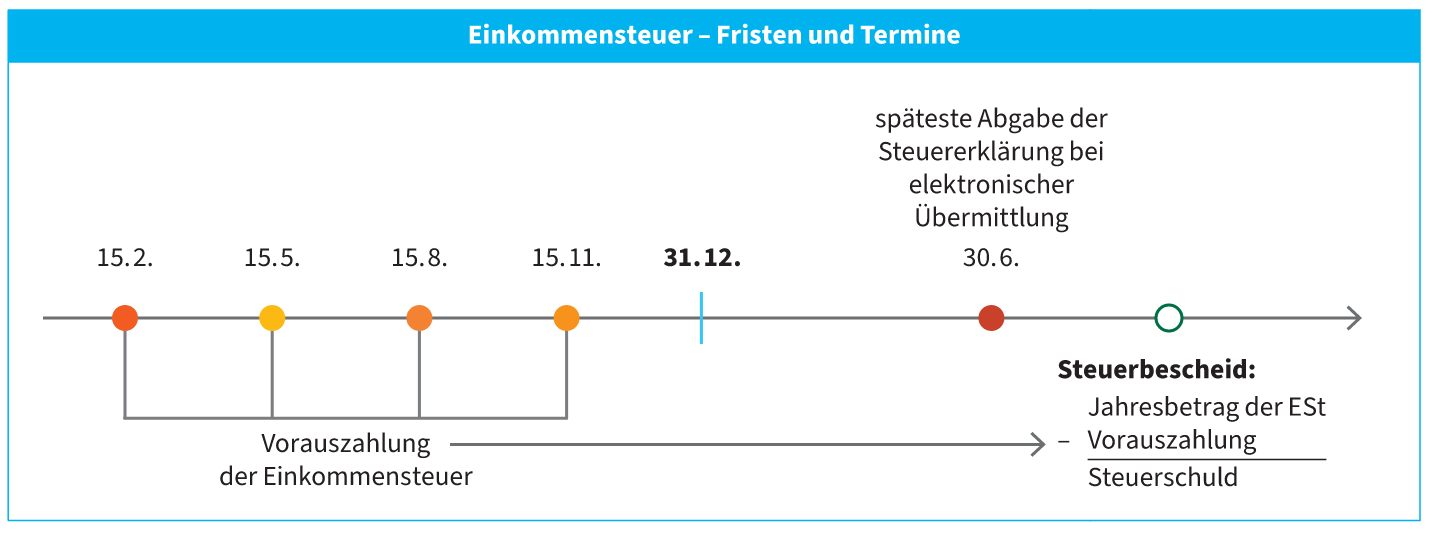 Einkommensteuer – Fristen und Termine
späteste Abgabe der
Steuererklärung bei
elektronischer
Übermittlung
15.2. 15.5. 15.8. 15.11. 31.12. 30.6.
Steuerbescheid:
Jahresbetrag der ESt
– Vorauszahlung
Steuerschuld
Vorauszahlung
der Einkommensteuer